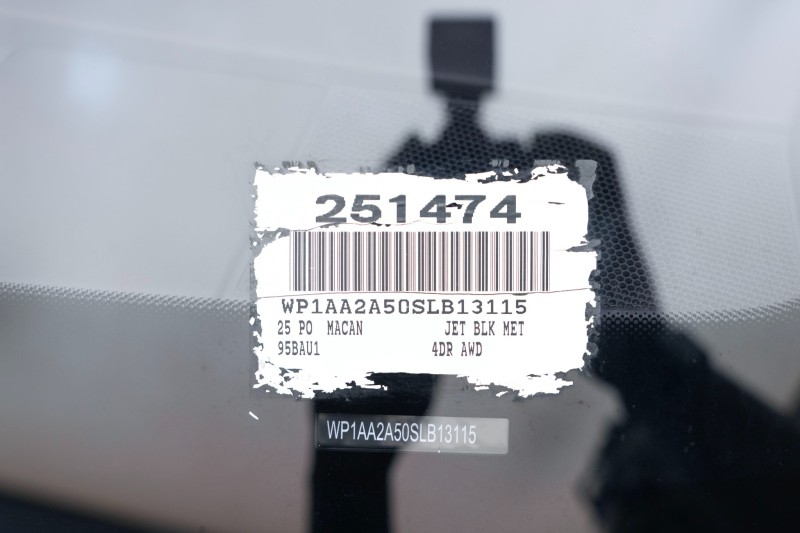 251474
WP1AA2A50SLB13115
25 PO MACAN JET BLK MET
95BAU1 4DR AWD
WP1AA2A50SLB13115